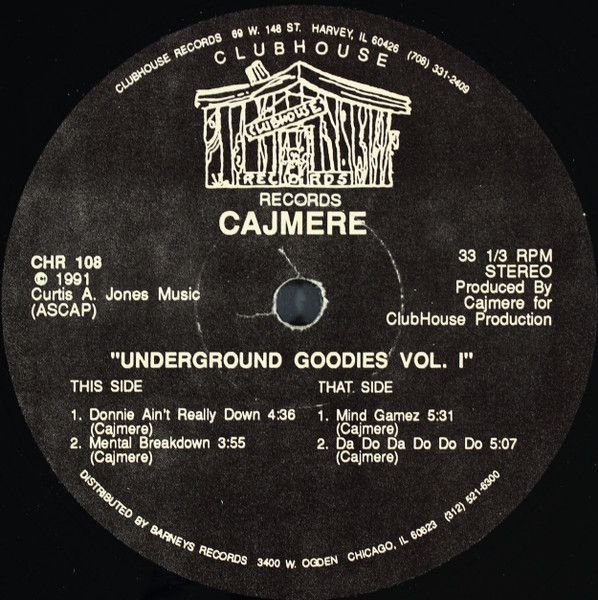 CLUBHOUSE RECORDS 69 W. 148 ST. HARVEY, IL 60426 (708) 331-2409
CLUBHOUSE
CLUBHOUSE
RECORDS
RECORDS
CAJMERE
CHR 108
© 1991
Curtis A. Jones Music
(ASCAP)
33 1/3 RPM
STEREO
Produced By
Cajmere for
ClubHouse Production
"UNDERGROUND GOODIES VOL. I"
THIS SIDE
1. Donnie Ain't Really Down 4:36
(Cajmere)
2. Mental Breakdown 3:55
(Cajmere)
THAT SIDE
1. Mind Gamez 5:31
(Cajmere)
2. Da Do Da Do Do Do 5:07
(Cajmere)
DISTRIBUTED BY BARNEYS RECORDS 3400 W. OGDEN CHICAGO, IL 60623 (312) 521-6300